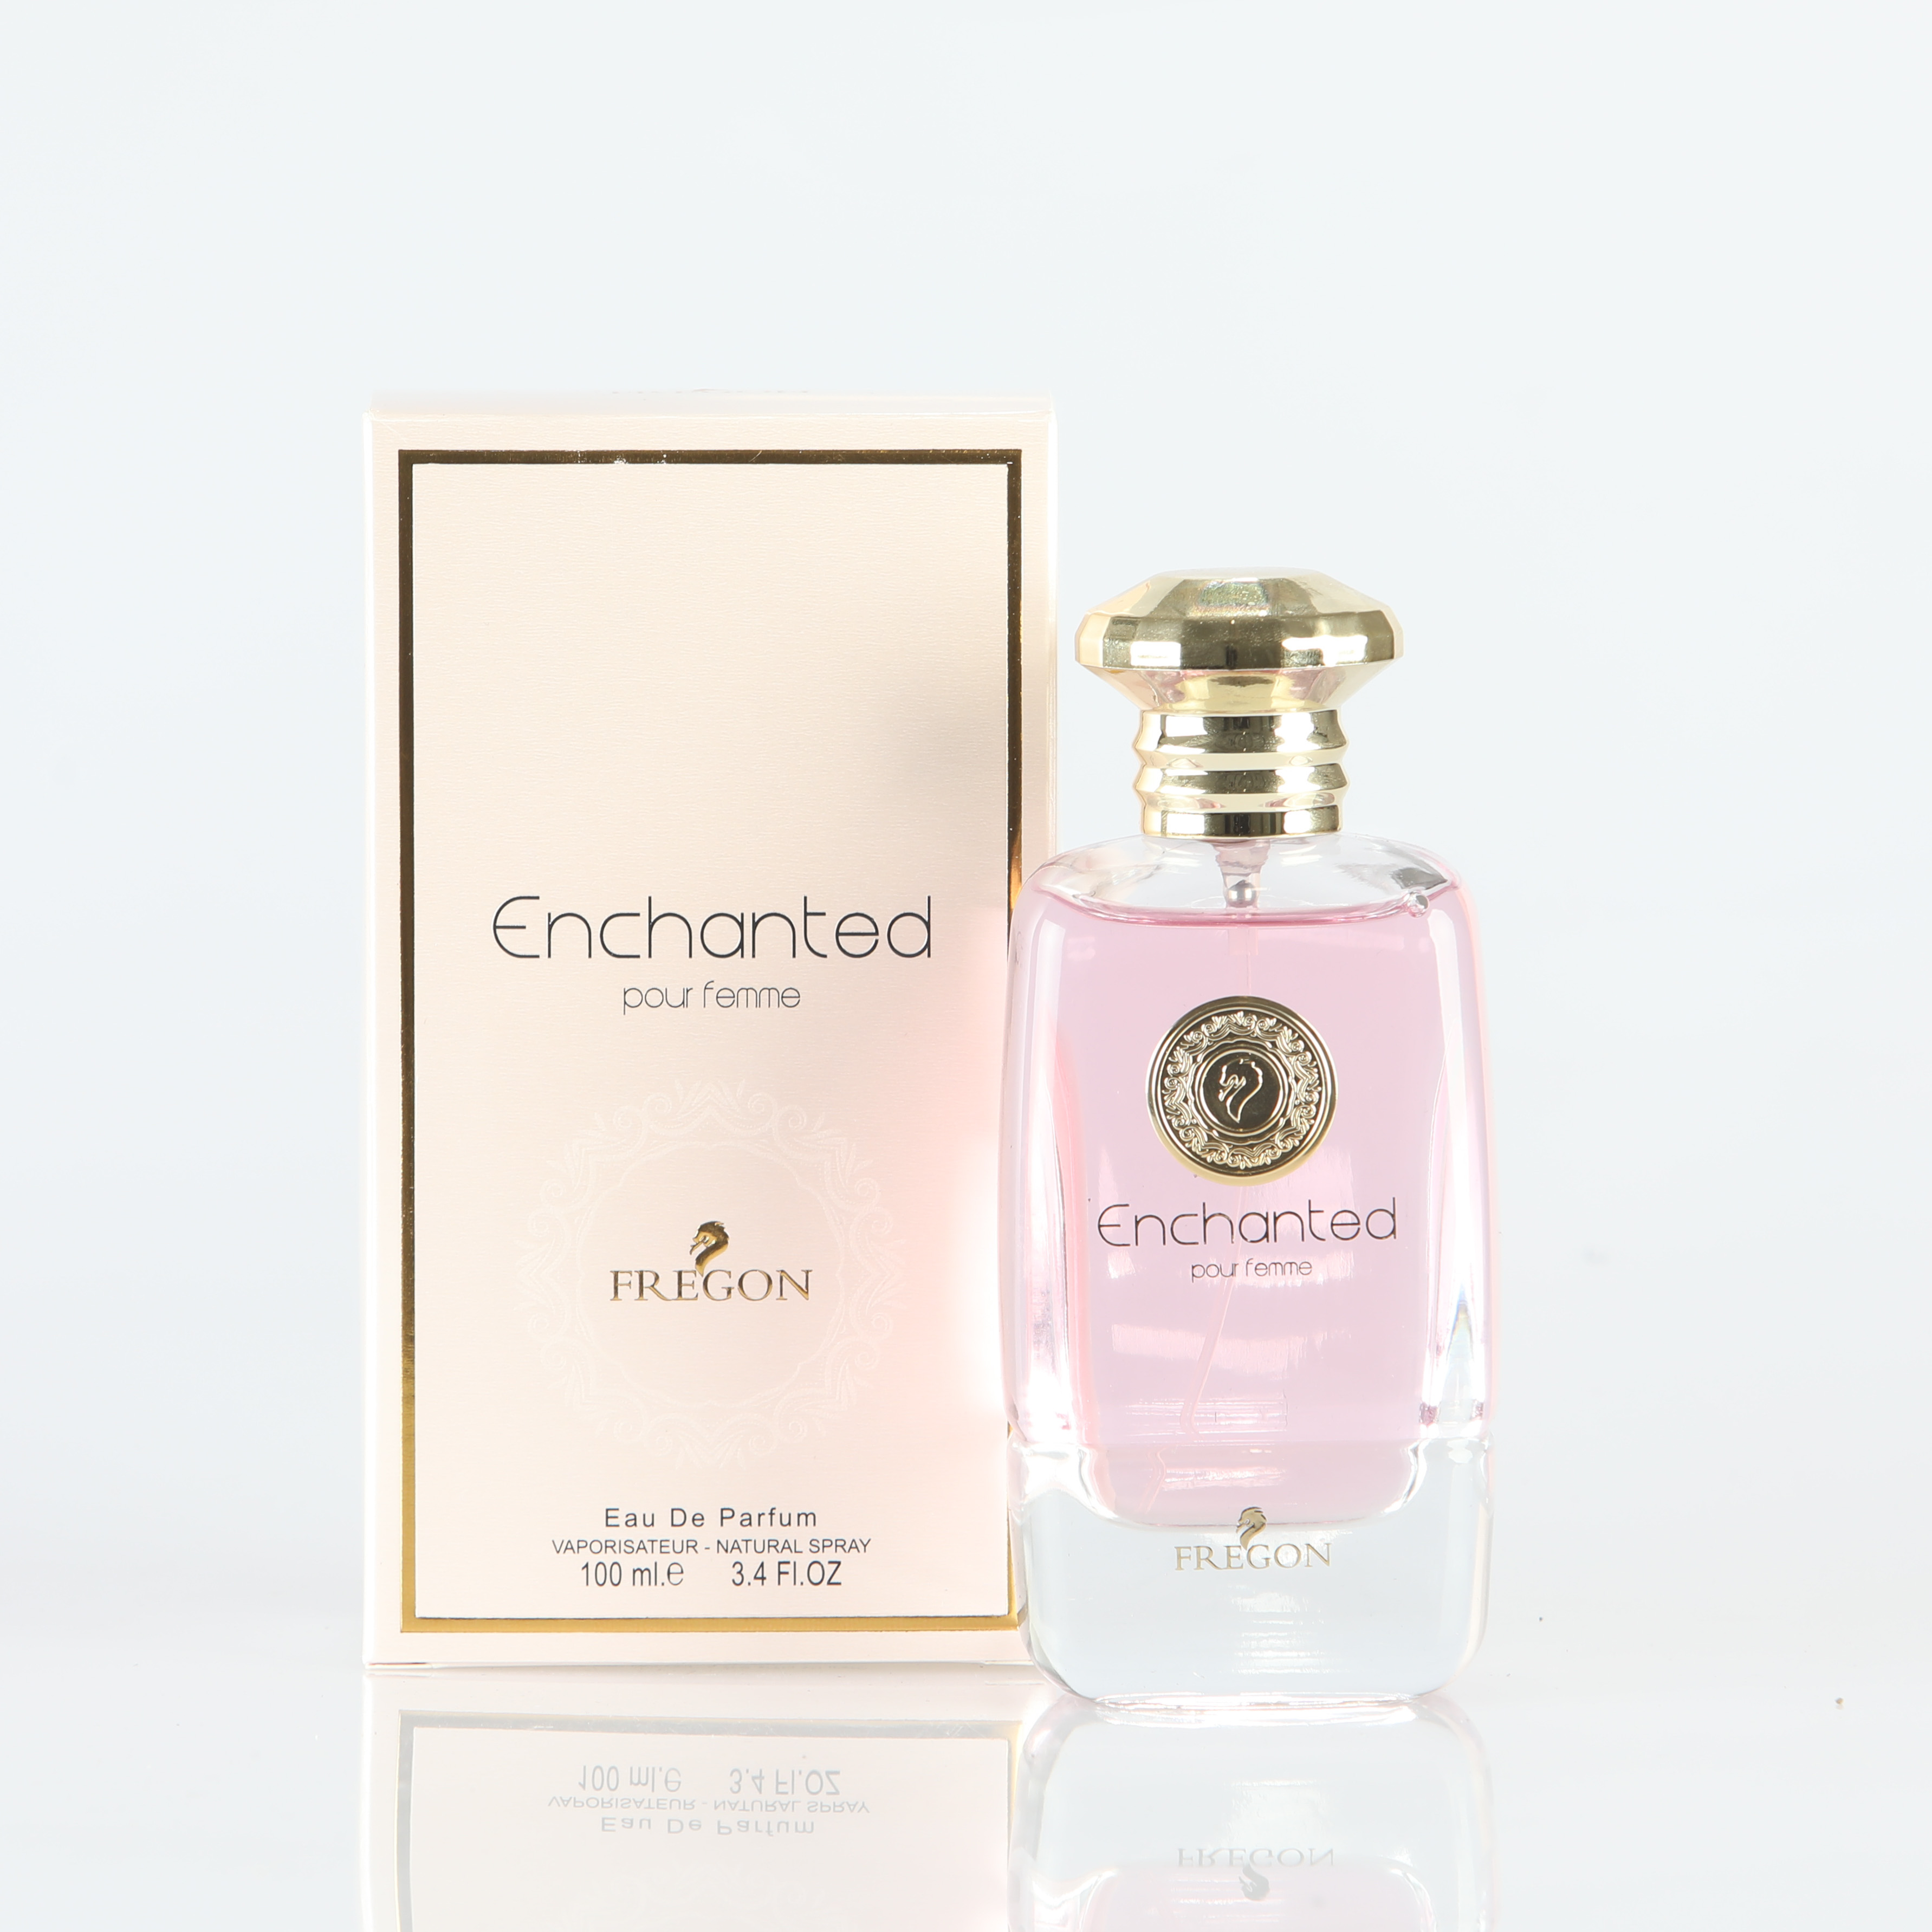 Enchanted
pour femme
FREGON
Eau De Parfum
VAPORISATEUR - NATURAL SPRAY
100 ml.e 3.4 Fl.OZ
Enchanted
pour femme
FREGON